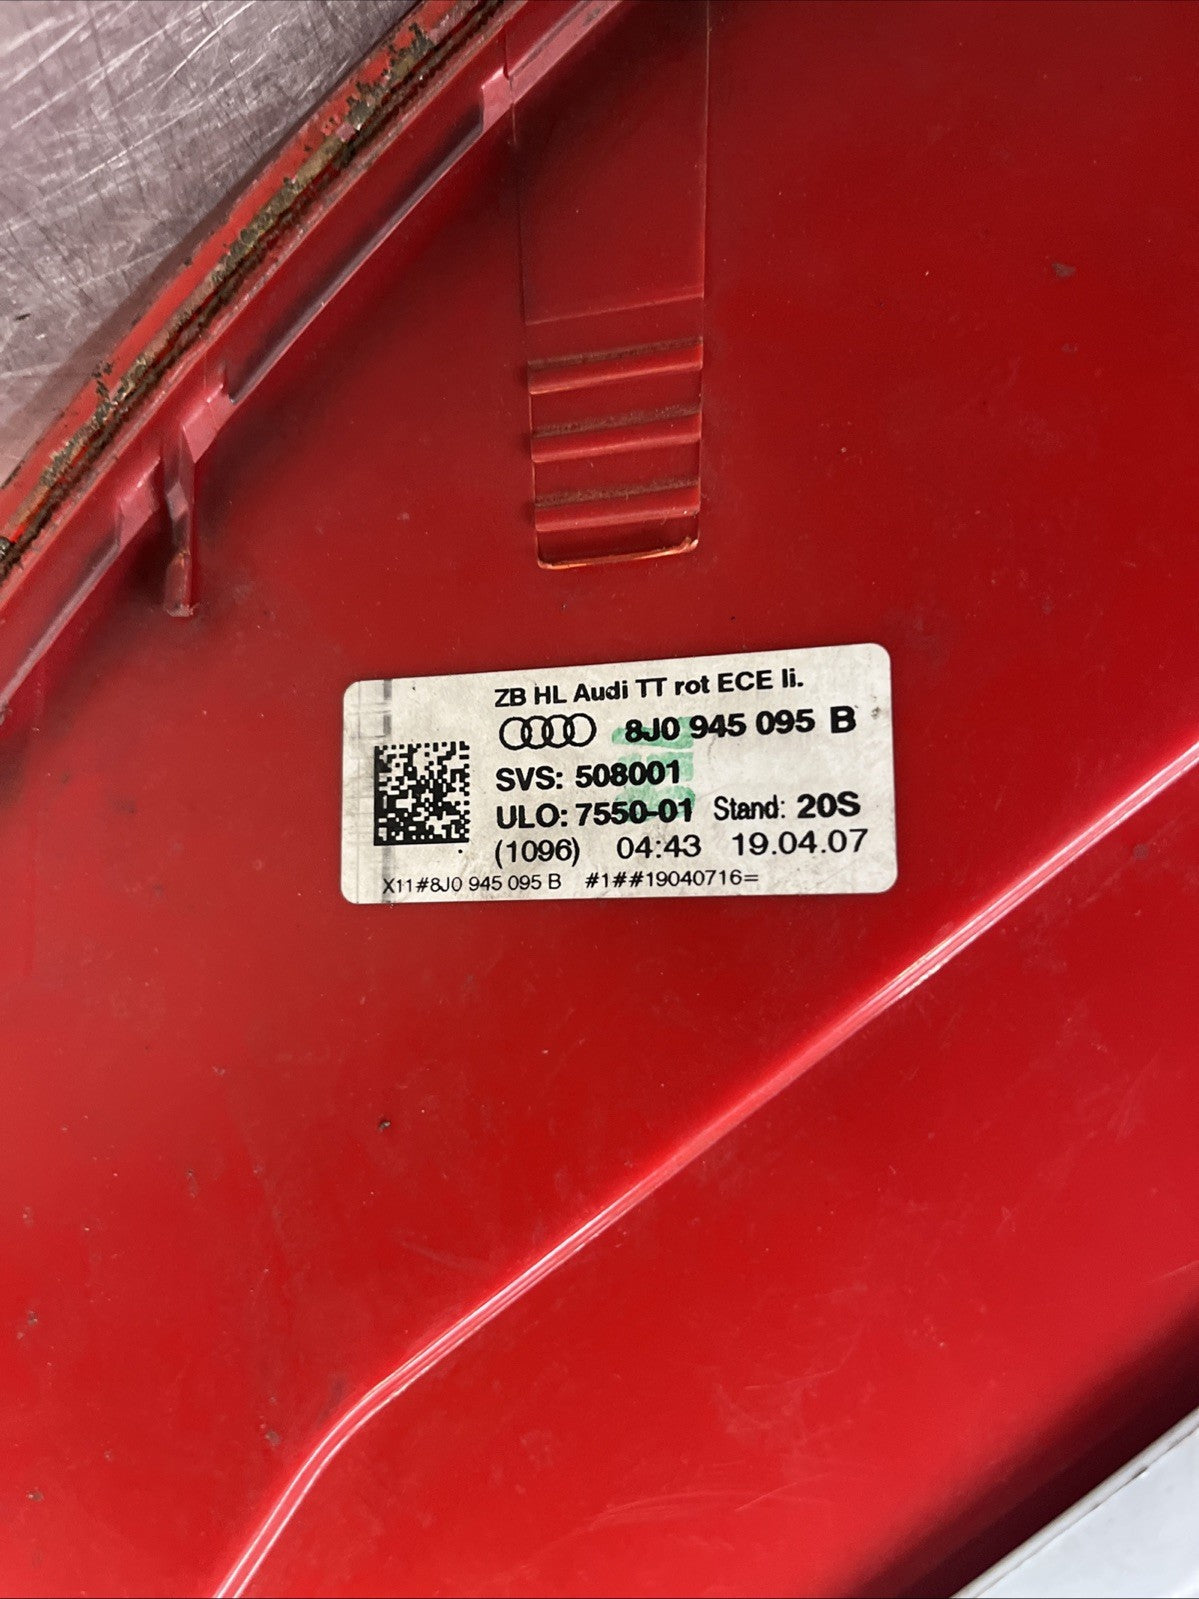 ZB HL Audi TT rot ECE li.
8J0 945 095 B
SVS: 508001
ULO: 7550-01 Stand: 20S
(1096) 04:43 19.04.07
X11#8J0 945 095 B #1##19040716=